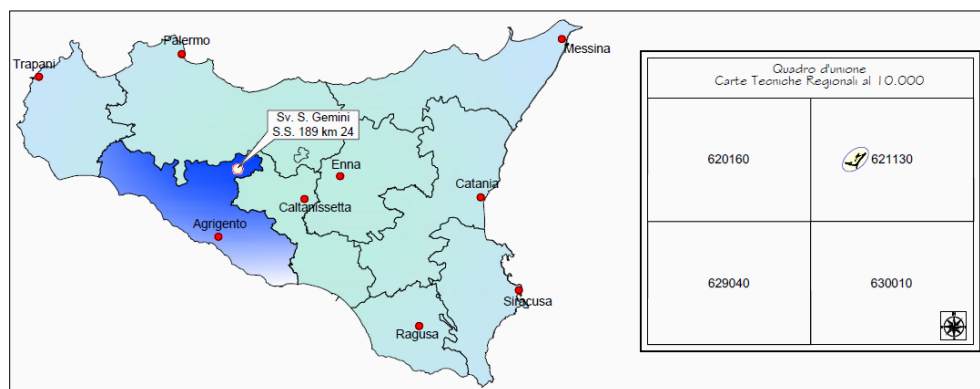 Palermo
Messina
Trapani
Sv. S. Gemini
S.S. 189 km 24
Enna
Catania
Caltanissetta
Agrigento
Siracusa
Ragusa
Quadro d'unione
Carte Tecniche Regionali al 10.000
620160
621130
629040
630010